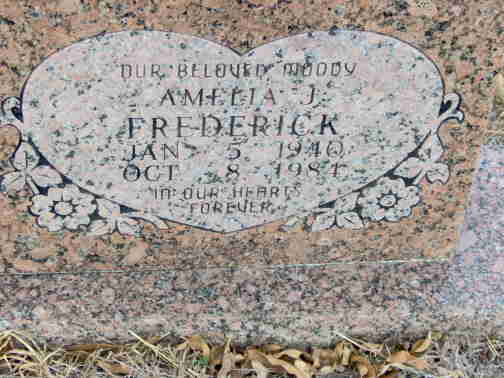 OUR BELOVED MOODY
AMELIA J.
FREDERICK
JAN 5, 1940
OCT 8, 1984
IN OUR HEARTS
FOREVER